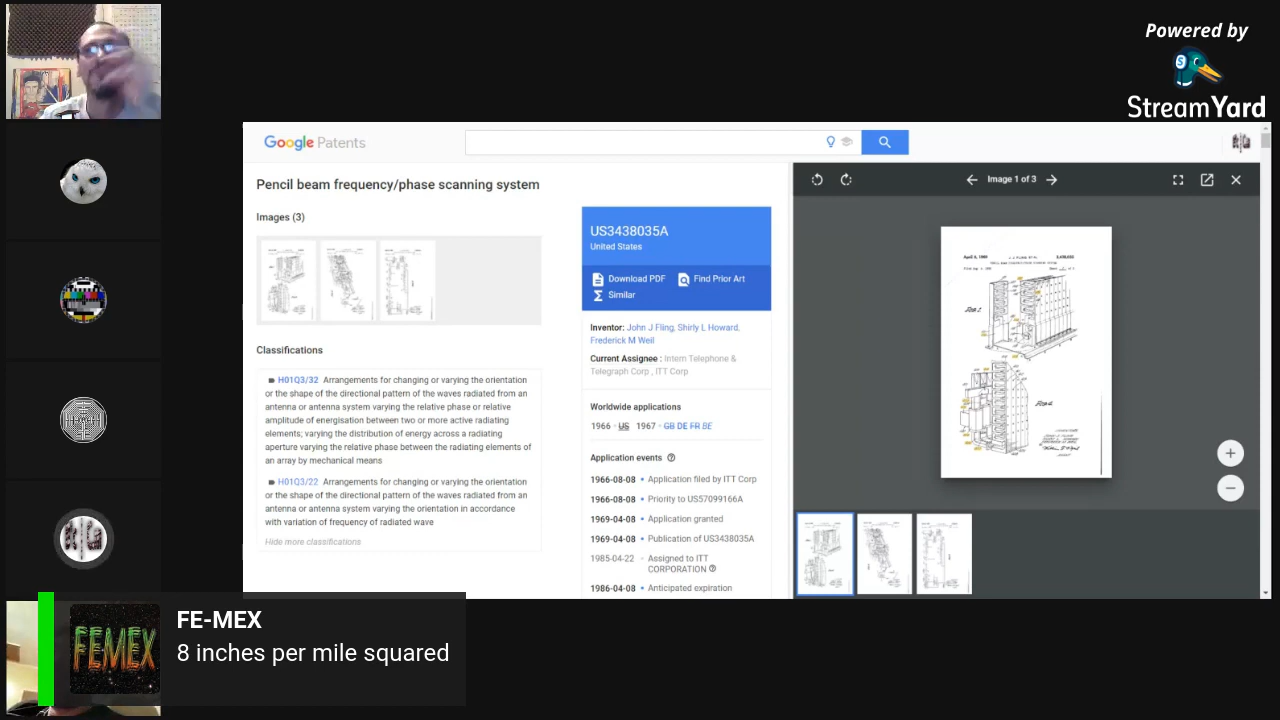 Powered by
StreamYard
Google Patents
Pencil beam frequency/phase scanning system
Images (3)
Classifications
H01Q3/32 Arrangements for changing or varying the orientation
or the shape of the directional pattern of the waves radiated from an
antenna or antenna system varying the relative phase or relative
amplitude of energisation between two or more active radiating
elements; varying the distribution of energy across a radiating
aperture varying the relative phase between the radiating elements of
an array by mechanical means
H01Q3/22 Arrangements for changing or varying the orientation
or the shape of the directional pattern of the waves radiated from an
antenna or antenna system varying the orientation in accordance
with variation of frequency of radiated wave
Hide more classifications
US3438035A
United States
Download PDF Find Prior Art
Similar
Inventor: John J Fling, Shirly L Howard,
Frederick M Weil
Current Assignee : Intern Telephone &
Telegraph Corp , ITT Corp
Worldwide applications
1966 - US 1967 - GB DE FR BE
Application events
1966-08-08 • Application filed by ITT Corp
1966-08-08 • Priority to US57099166A
1969-04-08 • Application granted
1969-04-08 • Publication of US3438035A
1985-04-22 - Assigned to ITT
CORPORATION
1986-04-08 • Anticipated expiration
Image 1 of 3
April 8, 1969
FEMEX
FE-MEX
8 inches per mile squared